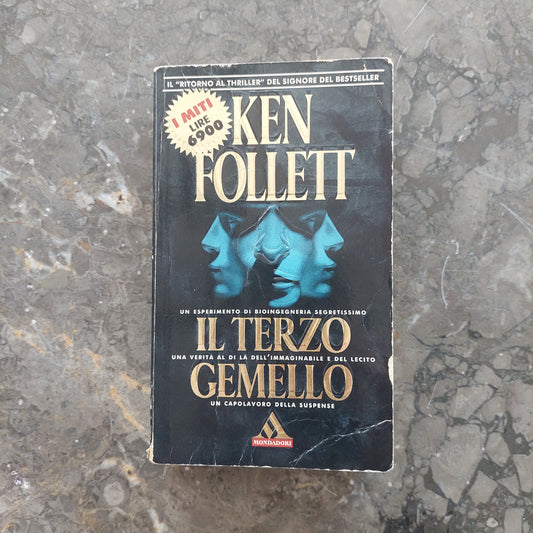 IL "RITORNO AL THRILLER" DEL SIGNORE DEL BESTSELLER
I MITI
LIRE
6900
KEN
FOLLETT
UN ESPERIMENTO DI BIOINGEGNERIA SEGRETISSIMO
IL TERZO
UNA VERITÀ AL DI LÀ DELL'IMMAGINABILE E DEL LECITO
GEMELLO
UN CAPOLAVORO DELLA SUSPENSE
MONDADORI